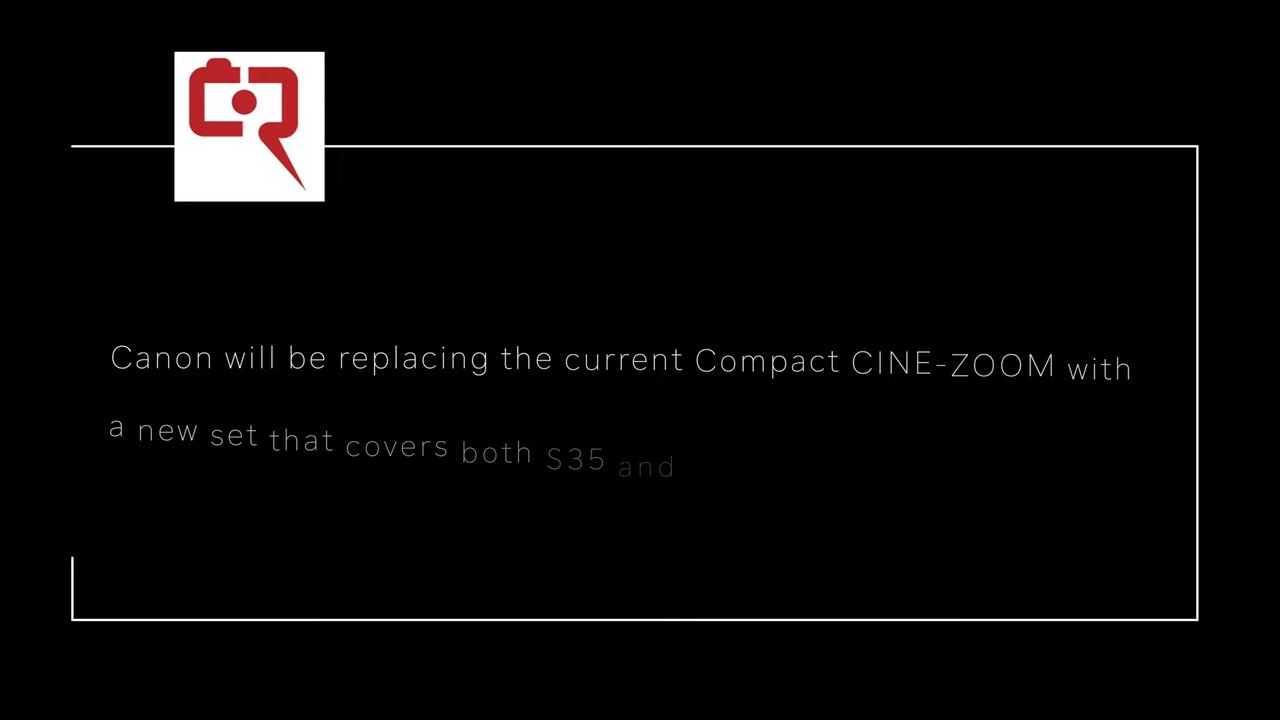 Canon will be replacing the current Compact CINE-ZOOM with
a new set that covers both S35 and